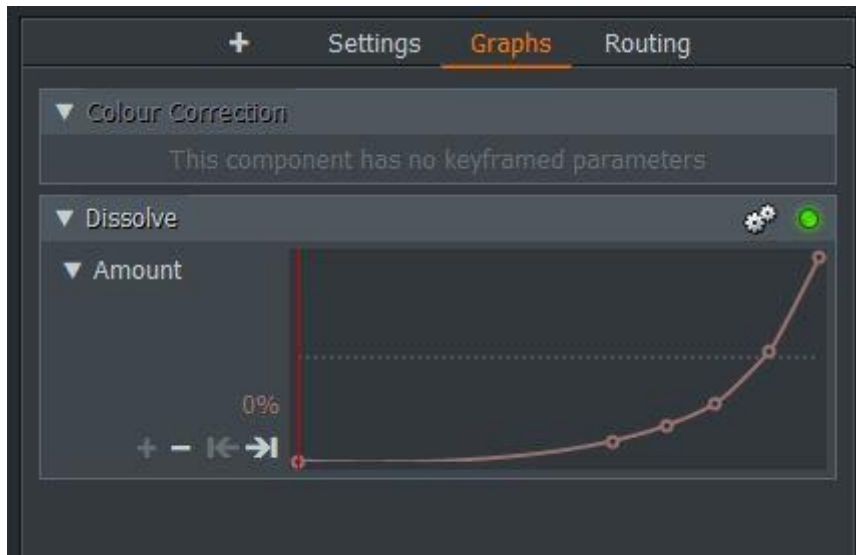 + Settings Graphs Routing
Colour Correction
This component has no keyframed parameters
Dissolve
Amount
0%